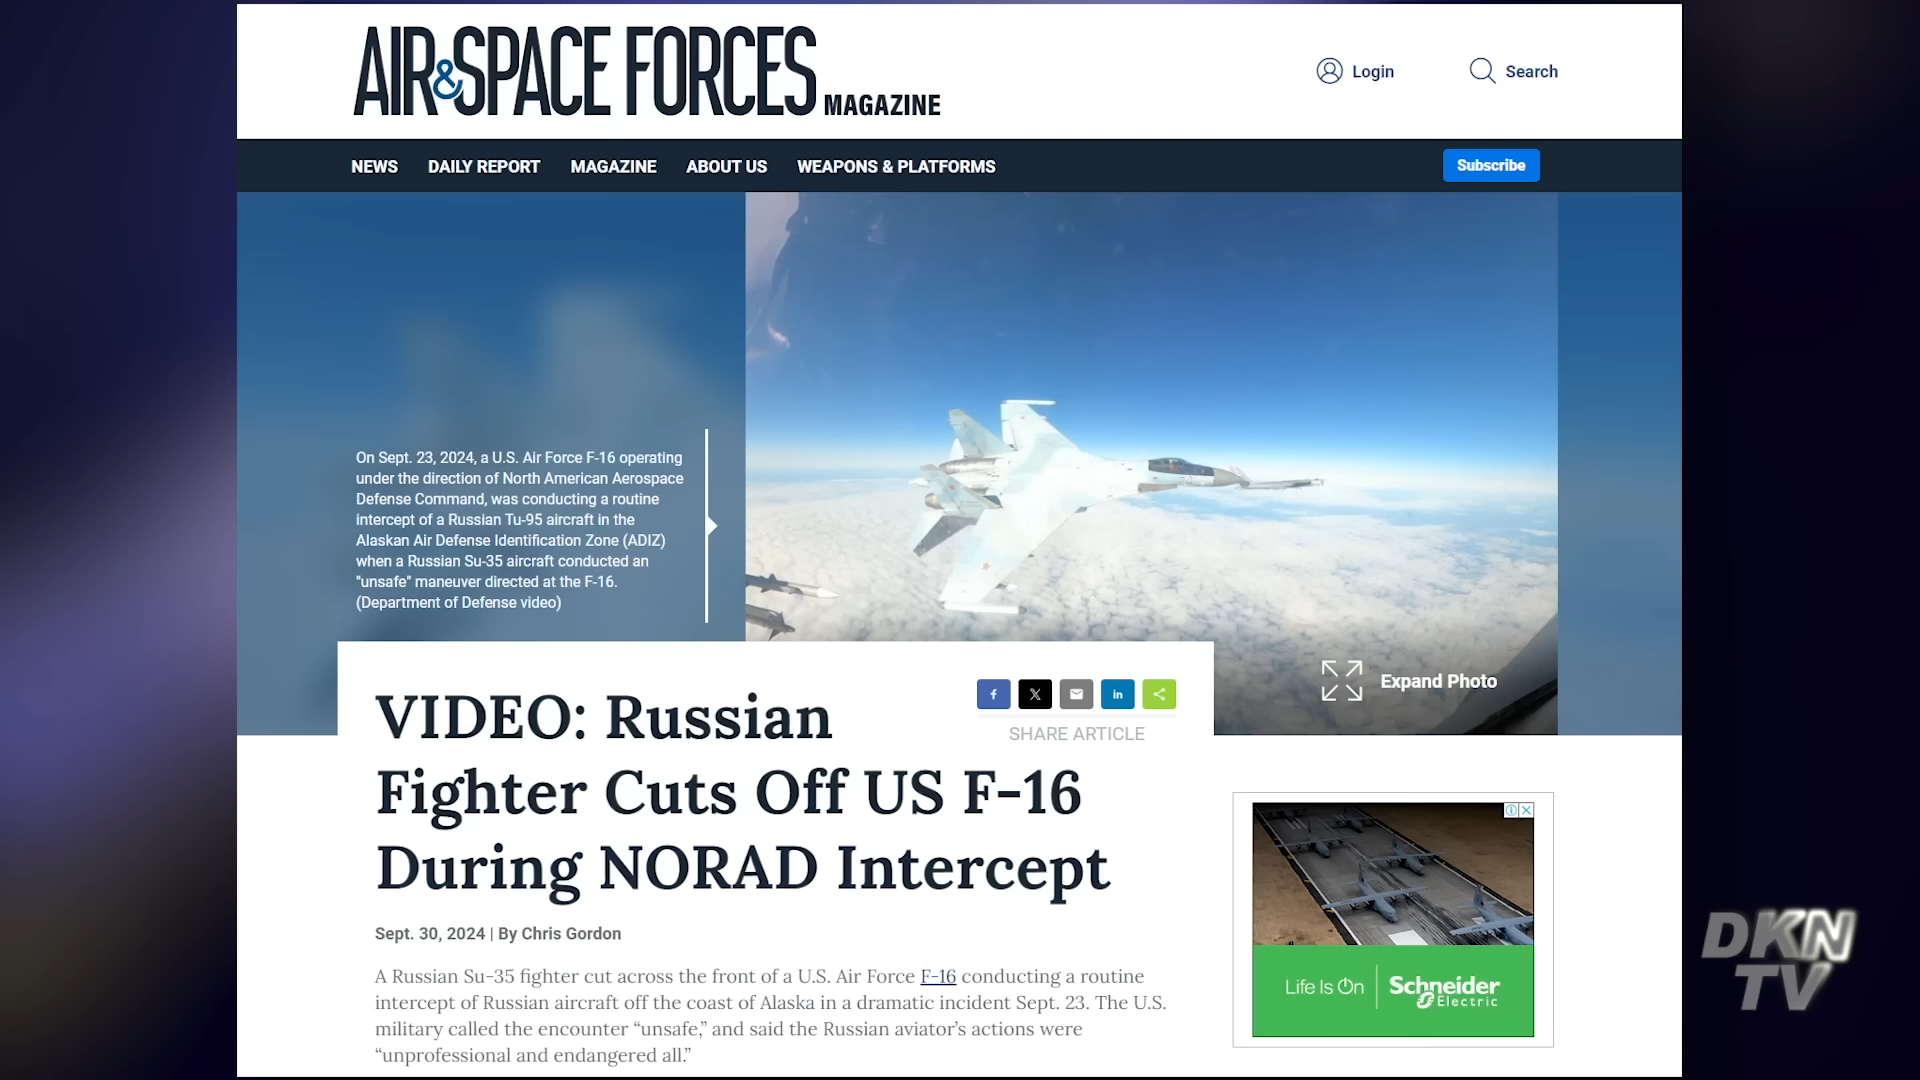 AIR&SPACE FORCES MAGAZINE
Login
Search
NEWS DAILY REPORT MAGAZINE ABOUT US WEAPONS & PLATFORMS
Subscribe
On Sept. 23, 2024, a U.S. Air Force F-16 operating
under the direction of North American Aerospace
Defense Command, was conducting a routine
intercept of a Russian Tu-95 aircraft in the
Alaskan Air Defense Identification Zone (ADIZ)
when a Russian Su-35 aircraft conducted an
"unsafe" maneuver directed at the F-16.
(Department of Defense video)
Expand Photo
VIDEO: Russian
Fighter Cuts Off US F-16
During NORAD Intercept
SHARE ARTICLE
Sept. 30, 2024 | By Chris Gordon
A Russian Su-35 fighter cut across the front of a U.S. Air Force F-16 conducting a routine
intercept of Russian aircraft off the coast of Alaska in a dramatic incident Sept. 23. The U.S.
military called the encounter “unsafe,” and said the Russian aviator’s actions were
“unprofessional and endangered all.”
Life Is On
Schneider
Electric
DKN
TV